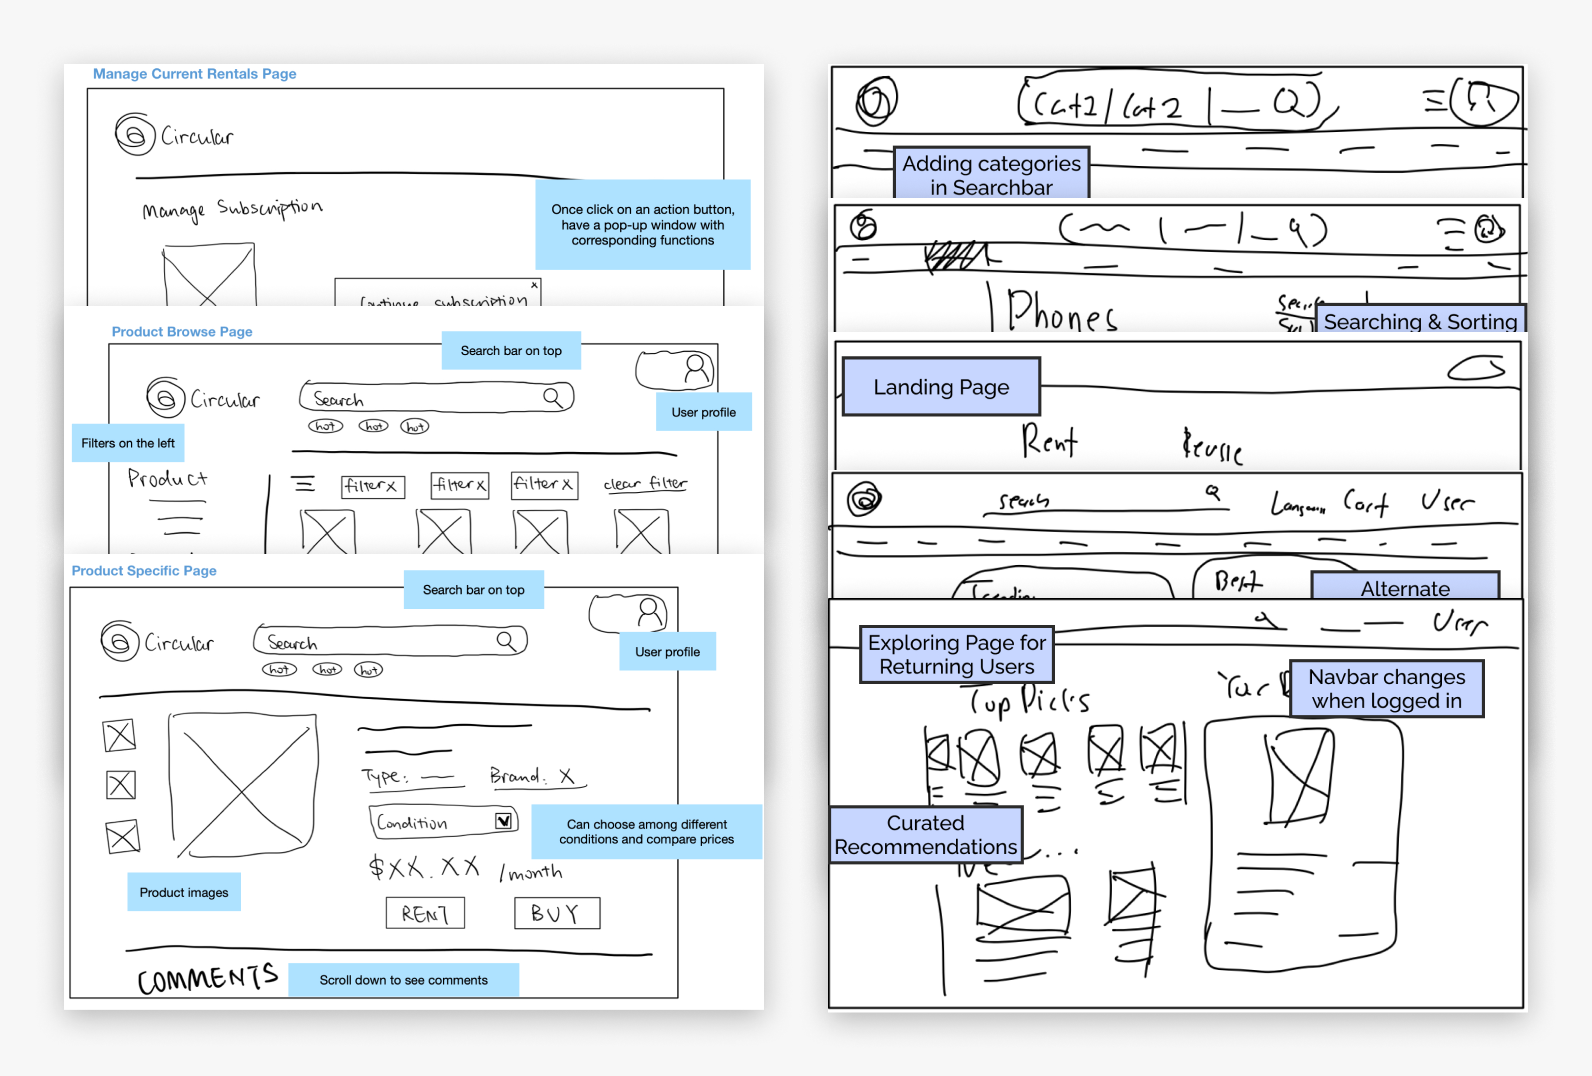 Manage Current Rentals Page
Circular
Manage Subscription
Once click on an action button,
have a pop-up window with
corresponding functions
x
Continue subscription
Product Browse Page
Search bar on top
Circular
Search
hot hot hot
User profile
Filters on the left
Product
filter x filter x filter x clear filter
Product Specific Page
Search bar on top
Circular
Search
hot hot hot
User profile
Type: Brand: X
Condition
Can choose among different
conditions and compare prices
$XX.XX /month
Product images
RENT BUY
COMMENTS
Scroll down to see comments
Cat1/Cat2
Adding categories
in Searchbar
Phones
Searching & Sorting
Landing Page
Rent Reuse
search Cart User
Best
Alternate
User
Exploring Page for
Returning Users
Navbar changes
when logged in
Top Picks
Your
Curated
Recommendations